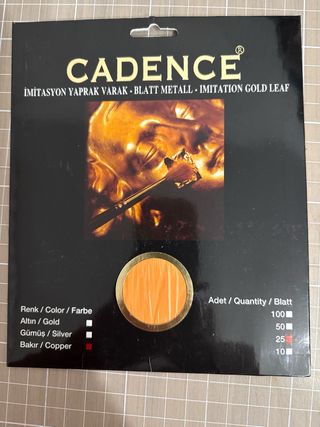 CADENCE®
İMİTASYON YAPRAK VARAK - BLATT METALL - IMITATION GOLD LEAF
Renk / Color / Farbe
Altın / Gold
Gümüş / Silver
Bakır / Copper
Adet / Quantity / Blatt
100
50
25
10